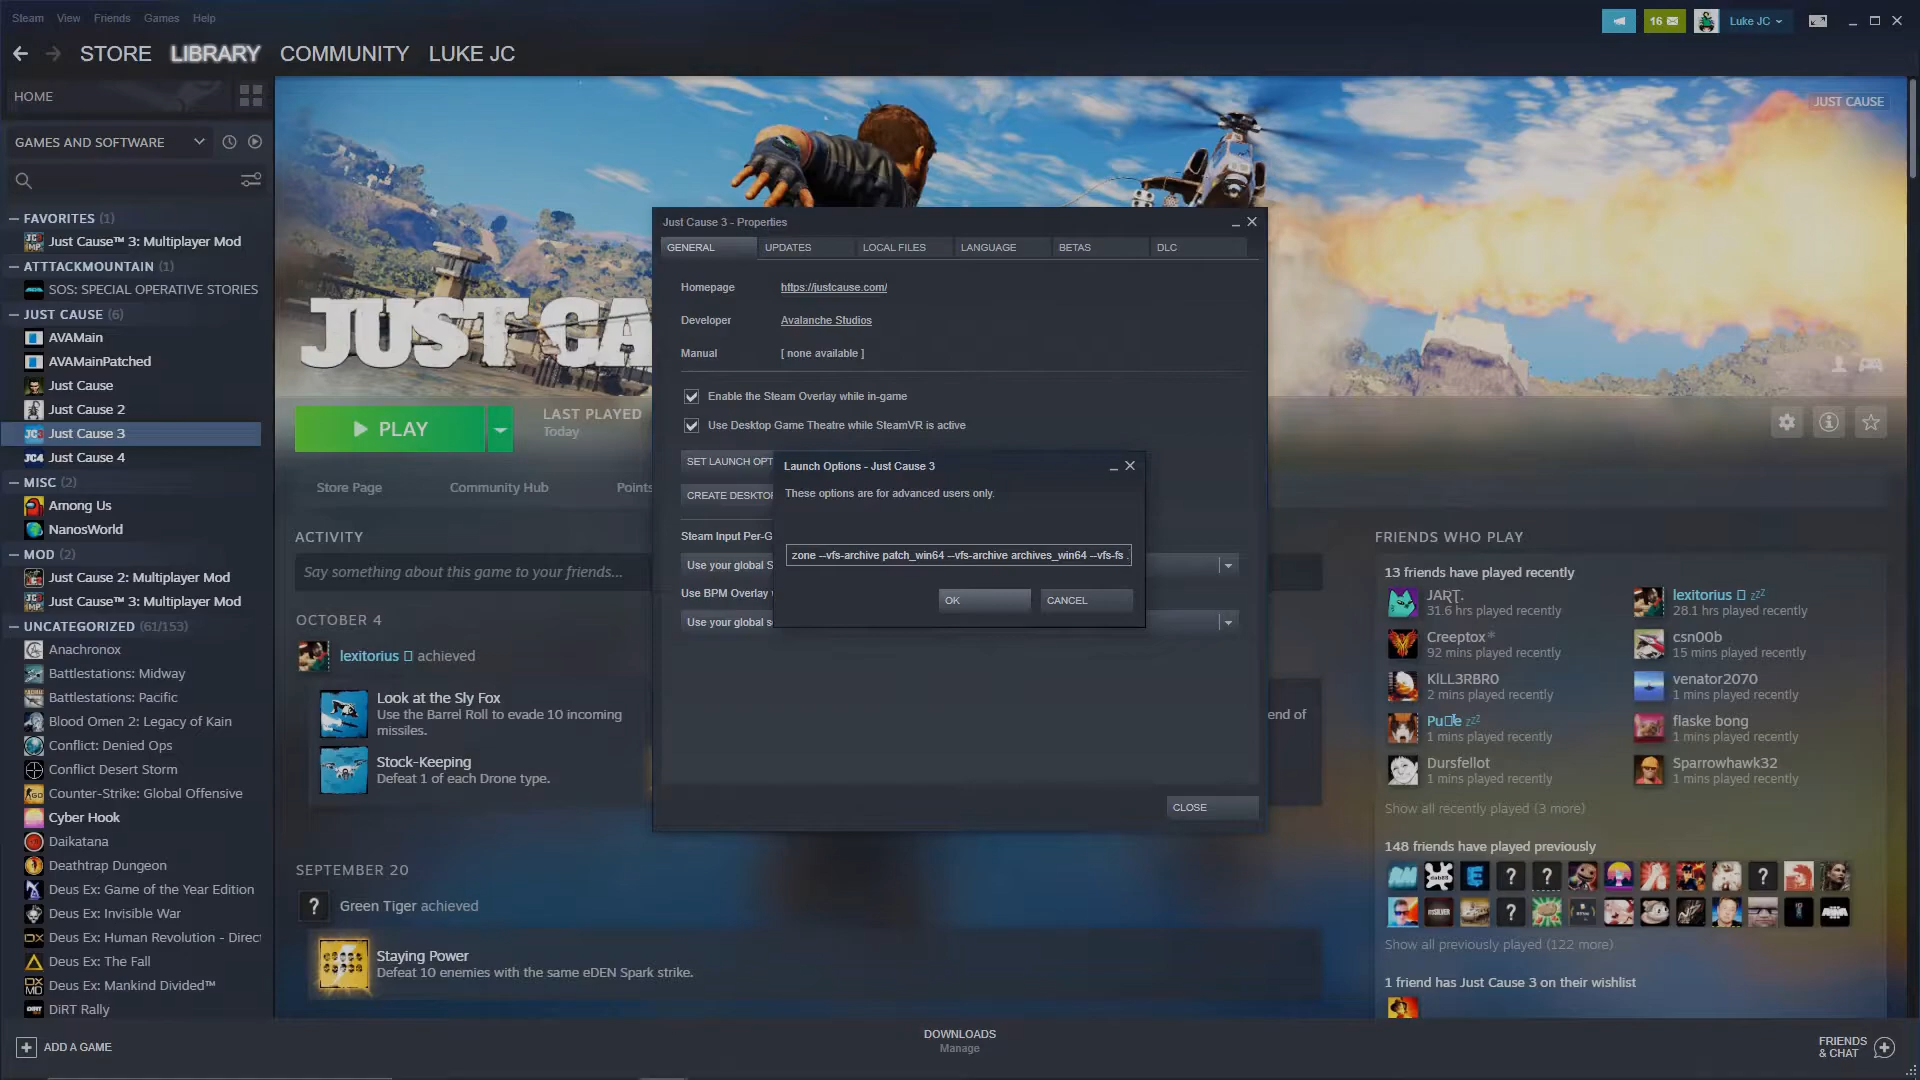 Steam View Friends Games Help
16
Luke JC
STORE LIBRARY COMMUNITY LUKE JC
HOME
GAMES AND SOFTWARE
FAVORITES (1)
Just Cause™ 3: Multiplayer Mod
ATTTACKMOUNTAIN (1)
SOS: SPECIAL OPERATIVE STORIES
JUST CAUSE (6)
AVAMain
AVAMainPatched
Just Cause
Just Cause 2
Just Cause 3
Just Cause 4
MISC (2)
Among Us
NanosWorld
MOD (2)
Just Cause 2: Multiplayer Mod
Just Cause™ 3: Multiplayer Mod
UNCATEGORIZED (61/153)
Anachronox
Battlestations: Midway
Battlestations: Pacific
Blood Omen 2: Legacy of Kain
Conflict: Denied Ops
Conflict Desert Storm
Counter-Strike: Global Offensive
Cyber Hook
Daikatana
Deathtrap Dungeon
Deus Ex: Game of the Year Edition
Deus Ex: Invisible War
Deus Ex: Human Revolution - Direct
Deus Ex: The Fall
Deus Ex: Mankind Divided™
DiRT Rally
ADD A GAME
JUST CAUSE
JUST CA
PLAY
LAST PLAYED
Today
Store Page Community Hub Points
ACTIVITY
Say something about this game to your friends...
OCTOBER 4
lexitorius achieved
Look at the Sly Fox
Use the Barrel Roll to evade 10 incoming
missiles.
Stock-Keeping
Defeat 1 of each Drone type.
end of
SEPTEMBER 20
Green Tiger achieved
Staying Power
Defeat 10 enemies with the same eDEN Spark strike.
Just Cause 3 - Properties
GENERAL UPDATES LOCAL FILES LANGUAGE BETAS DLC
Homepage https://justcause.com/
Developer Avalanche Studios
Manual [ none available ]
Enable the Steam Overlay while in-game
Use Desktop Game Theatre while SteamVR is active
SET LAUNCH OPT
CREATE DESKTOP
Steam Input Per-G
Use your global S
Use BPM Overlay
Use your global s
CLOSE
Launch Options - Just Cause 3
These options are for advanced users only.
zone --vfs-archive patch_win64 --vfs-archive archives_win64 --vfs-fs .
OK CANCEL
FRIENDS WHO PLAY
13 friends have played recently
JART.
31.6 hrs played recently
lexitorius zzz
28.1 hrs played recently
Creeptox*
92 mins played recently
csn00b
15 mins played recently
KlLL3RBR0
2 mins played recently
venator2070
1 mins played recently
zzz
1 mins played recently
flaske bong
1 mins played recently
Dursfellot
1 mins played recently
Sparrowhawk32
1 mins played recently
Show all recently played (3 more)
148 friends have played previously
Show all previously played (122 more)
1 friend has Just Cause 3 on their wishlist
DOWNLOADS
Manage
FRIENDS
& CHAT